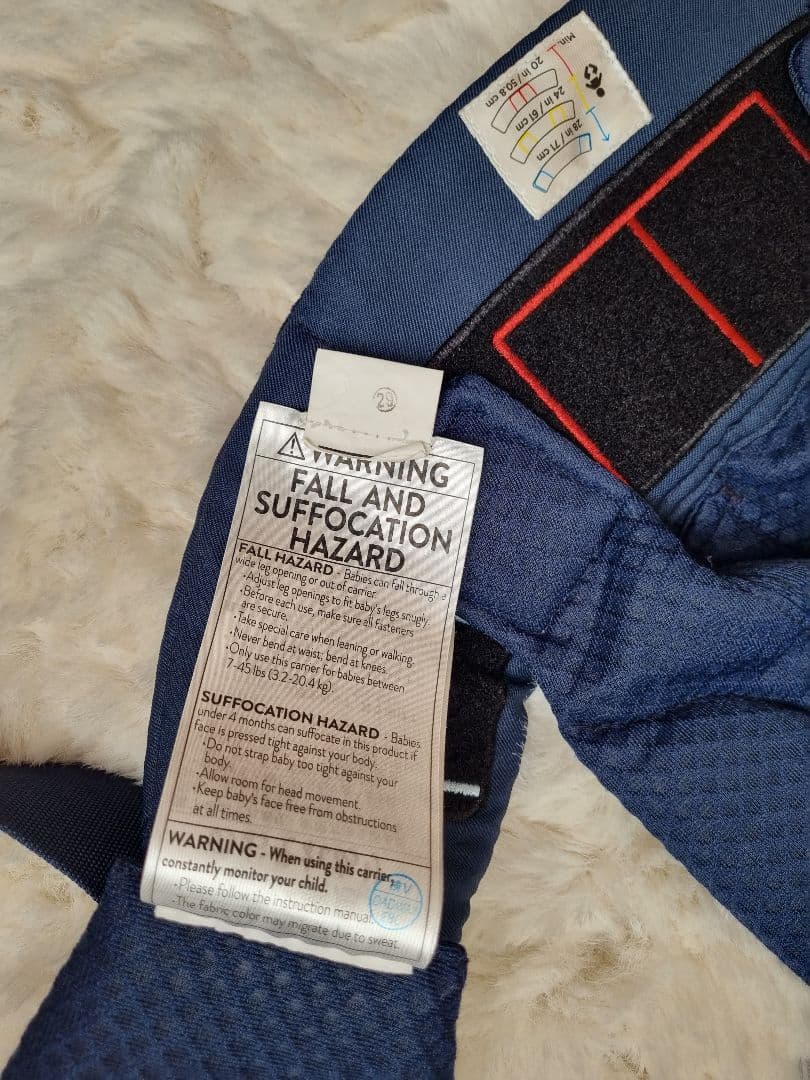 Min.
20 in / 50.8 cm
24 in / 61 cm
28 in / 71 cm
29
WARNING
FALL AND
SUFFOCATION
HAZARD
FALL HAZARD - Babies can fall through a
wide leg opening or out of carrier.
•Adjust leg openings to fit baby's legs snugly.
•Before each use, make sure all fasteners
are secure.
•Take special care when leaning or walking.
•Never bend at waist; bend at knees.
•Only use this carrier for babies between
7-45 lbs (3.2-20.4 kg).
SUFFOCATION HAZARD - Babies
under 4 months can suffocate in this product if
face is pressed tight against your body.
•Do not strap baby too tight against your
body.
•Allow room for head movement.
•Keep baby's face free from obstructions
at all times.
WARNING - When using this carrier,
constantly monitor your child.
•Please follow the instruction manual.
•The fabric color may migrate due to sweat.